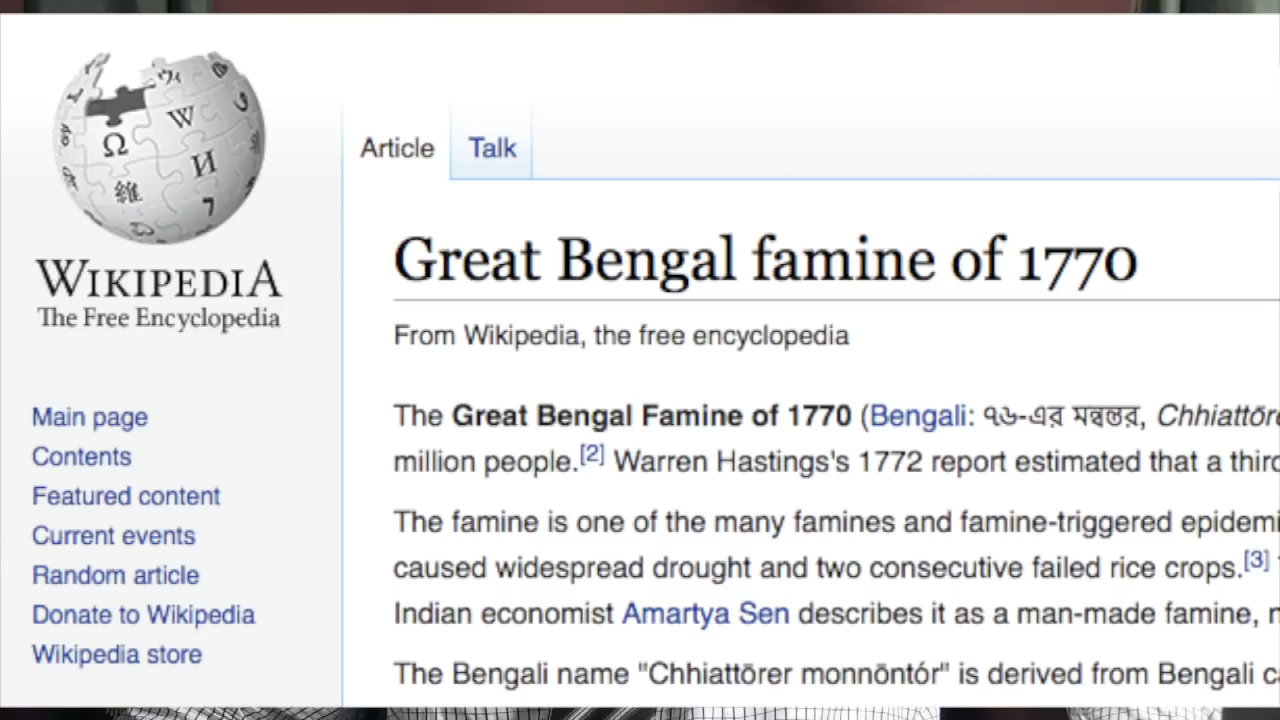 WIKIPEDIA
The Free Encyclopedia
Main page
Contents
Featured content
Current events
Random article
Donate to Wikipedia
Wikipedia store
Article
Talk
Great Bengal famine of 1770
From Wikipedia, the free encyclopedia
The Great Bengal Famine of 1770 (Bengali: ৭৬-এর মন্বন্তর,
million people.[2] Warren Hastings's 1772 report estimated that a
The famine is one of the many famines and famine-triggered
caused widespread drought and two consecutive failed rice crops.[3]
Indian economist Amartya Sen describes it as a man-made famine,
The Bengali name "Chhiattōrer monnōntór" is derived from Bengali